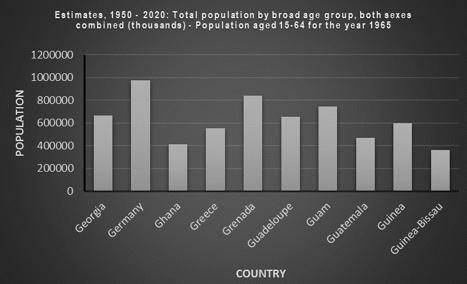 Estimates, 1950 - 2020: Total population by broad age group, both sexes
combined (thousands) - Population aged 15-64 for the year 1965
1200000
1000000
800000
600000
400000
200000
0
POPULATION
Georgia
Germany
Ghana
Greece
Grenada
Guadeloupe
Guam
Guatemala
Guinea
Guinea-Bissau
COUNTRY